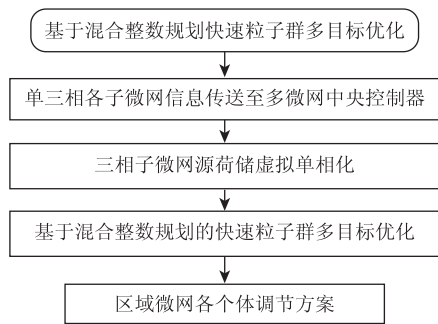 基于混合整数规划快速粒子群多目标优化
单三相各子微网信息传送至多微网中央控制器
三相子微网源荷储虚拟单相化
基于混合整数规划的快速粒子群多目标优化
区域微网各个体调节方案